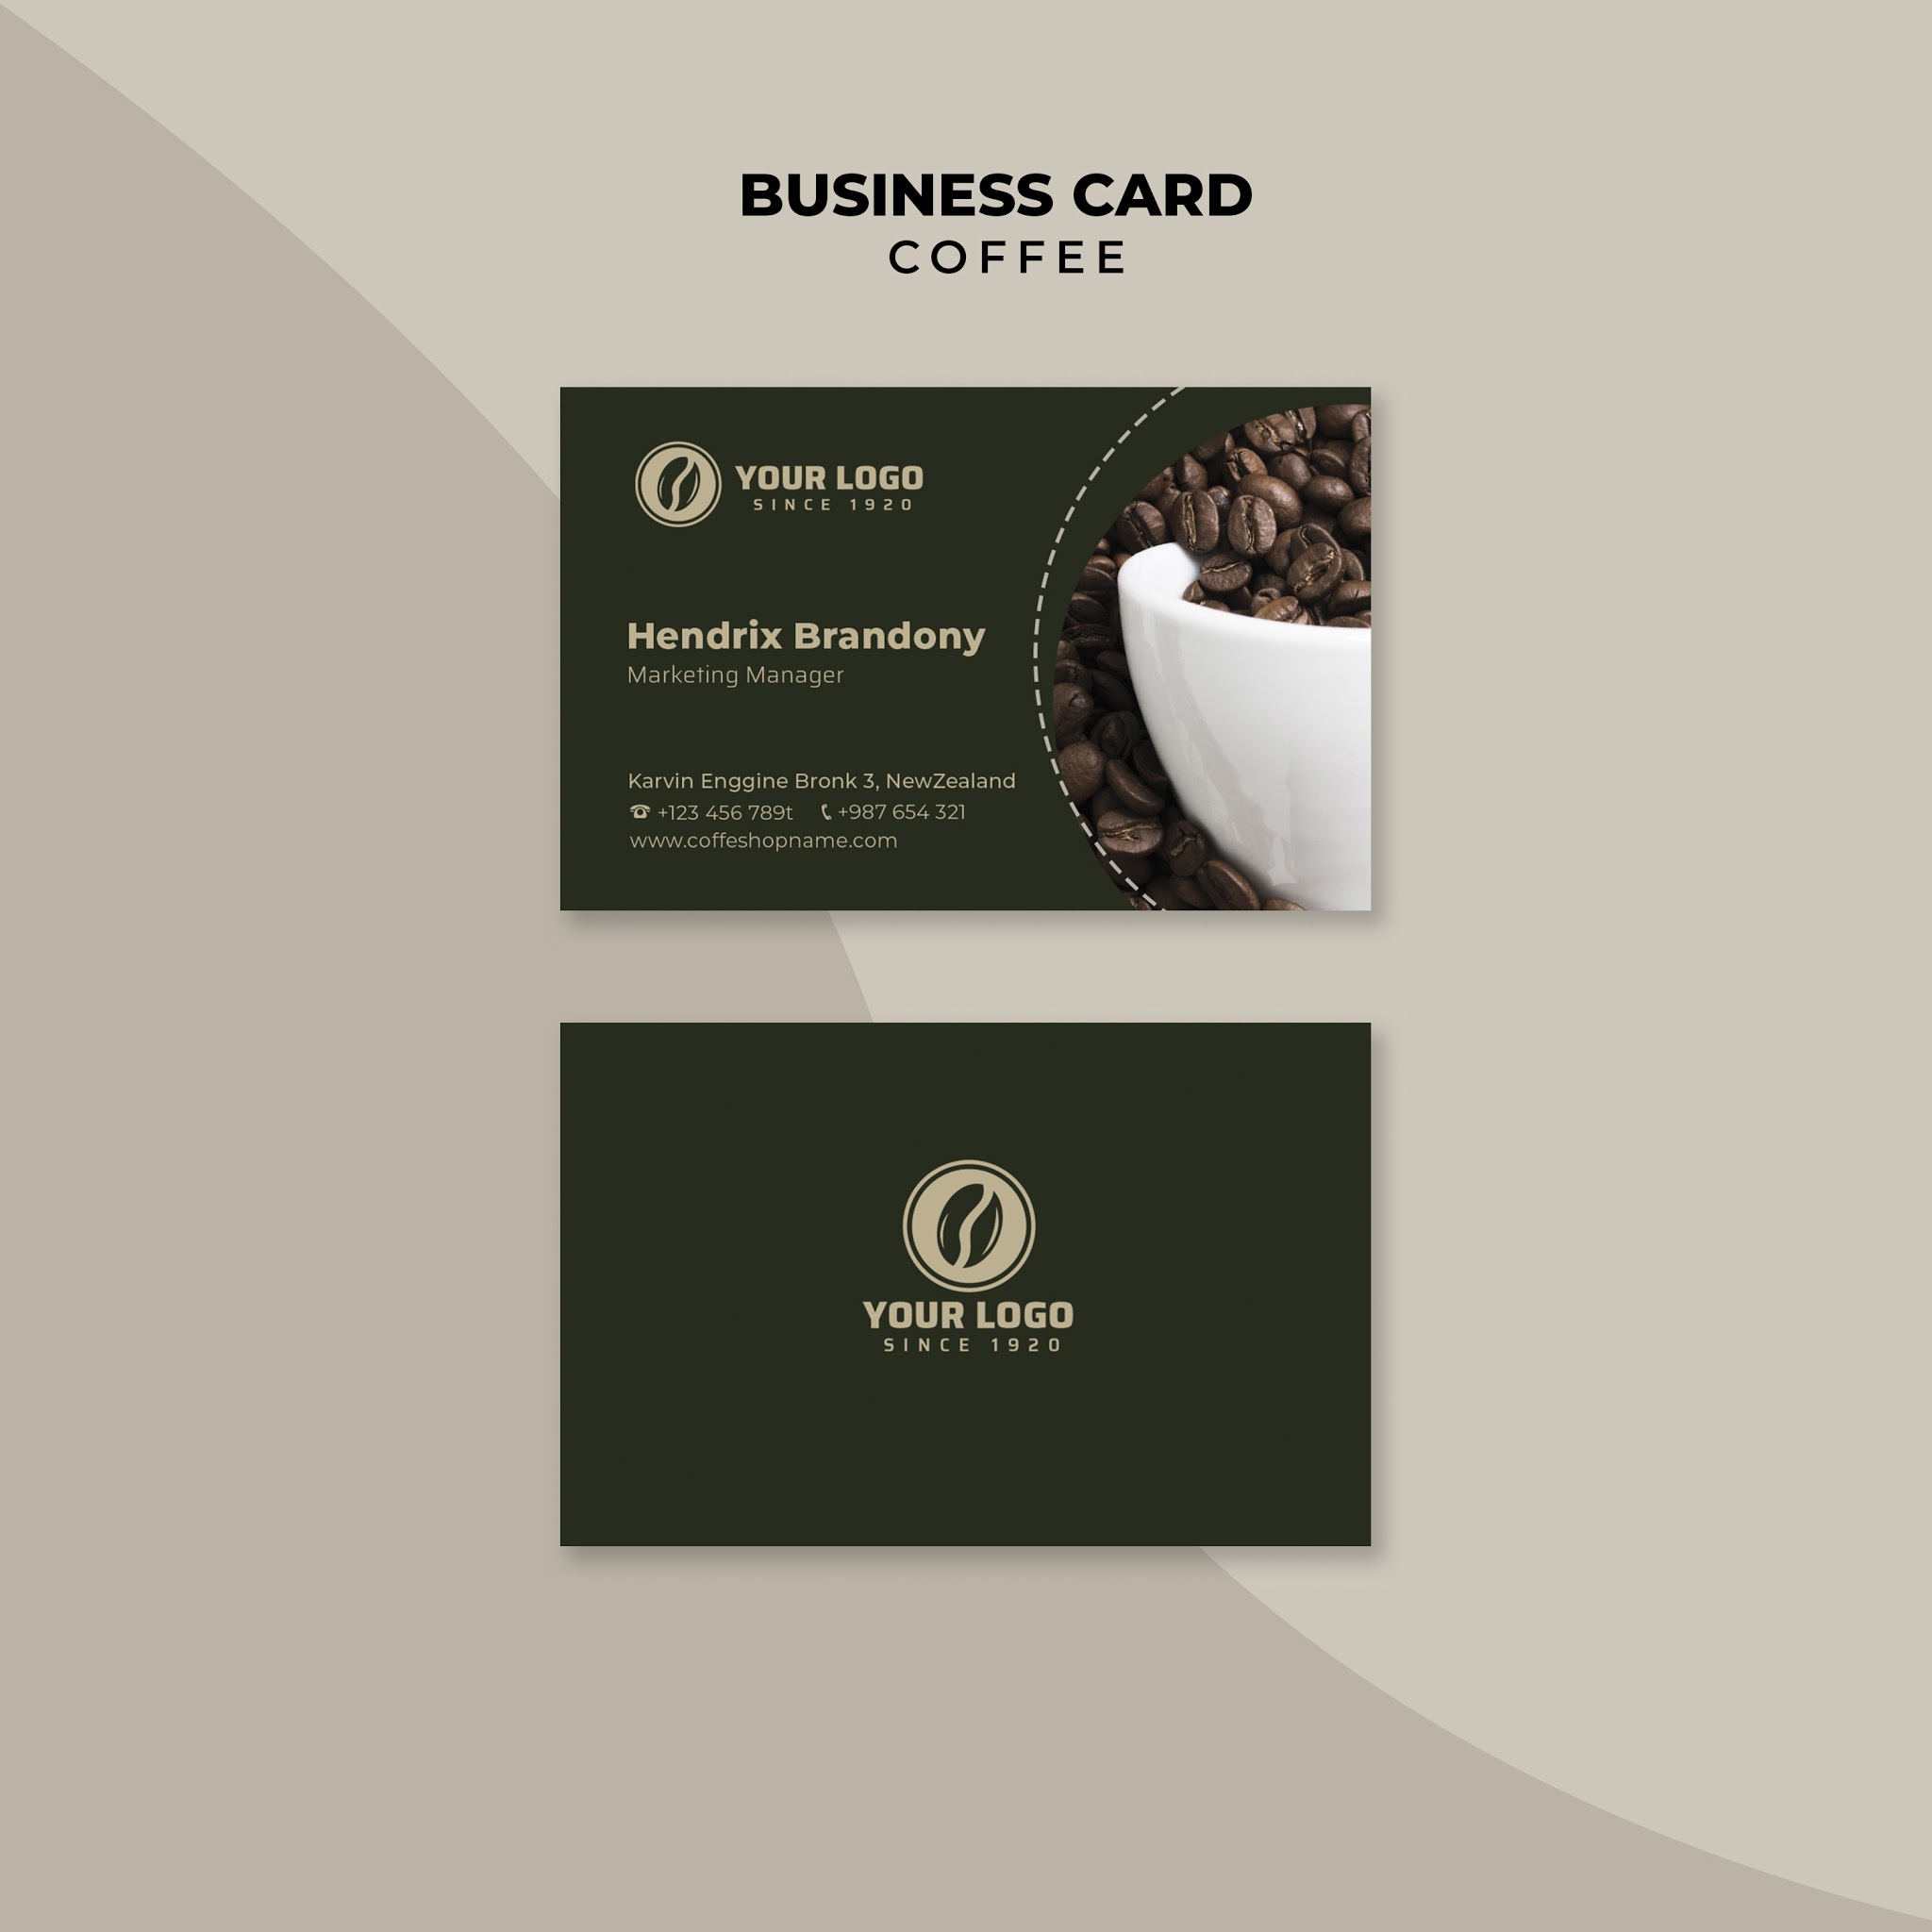 BUSINESS CARD
COFFEE
YOUR LOGO
SINCE 1920
Hendrix Brandony
Marketing Manager
Karvin Enggine Bronk 3, NewZealand
+123 456 789t +987 654 321
www.coffeshopname.com
YOUR LOGO
SINCE 1920